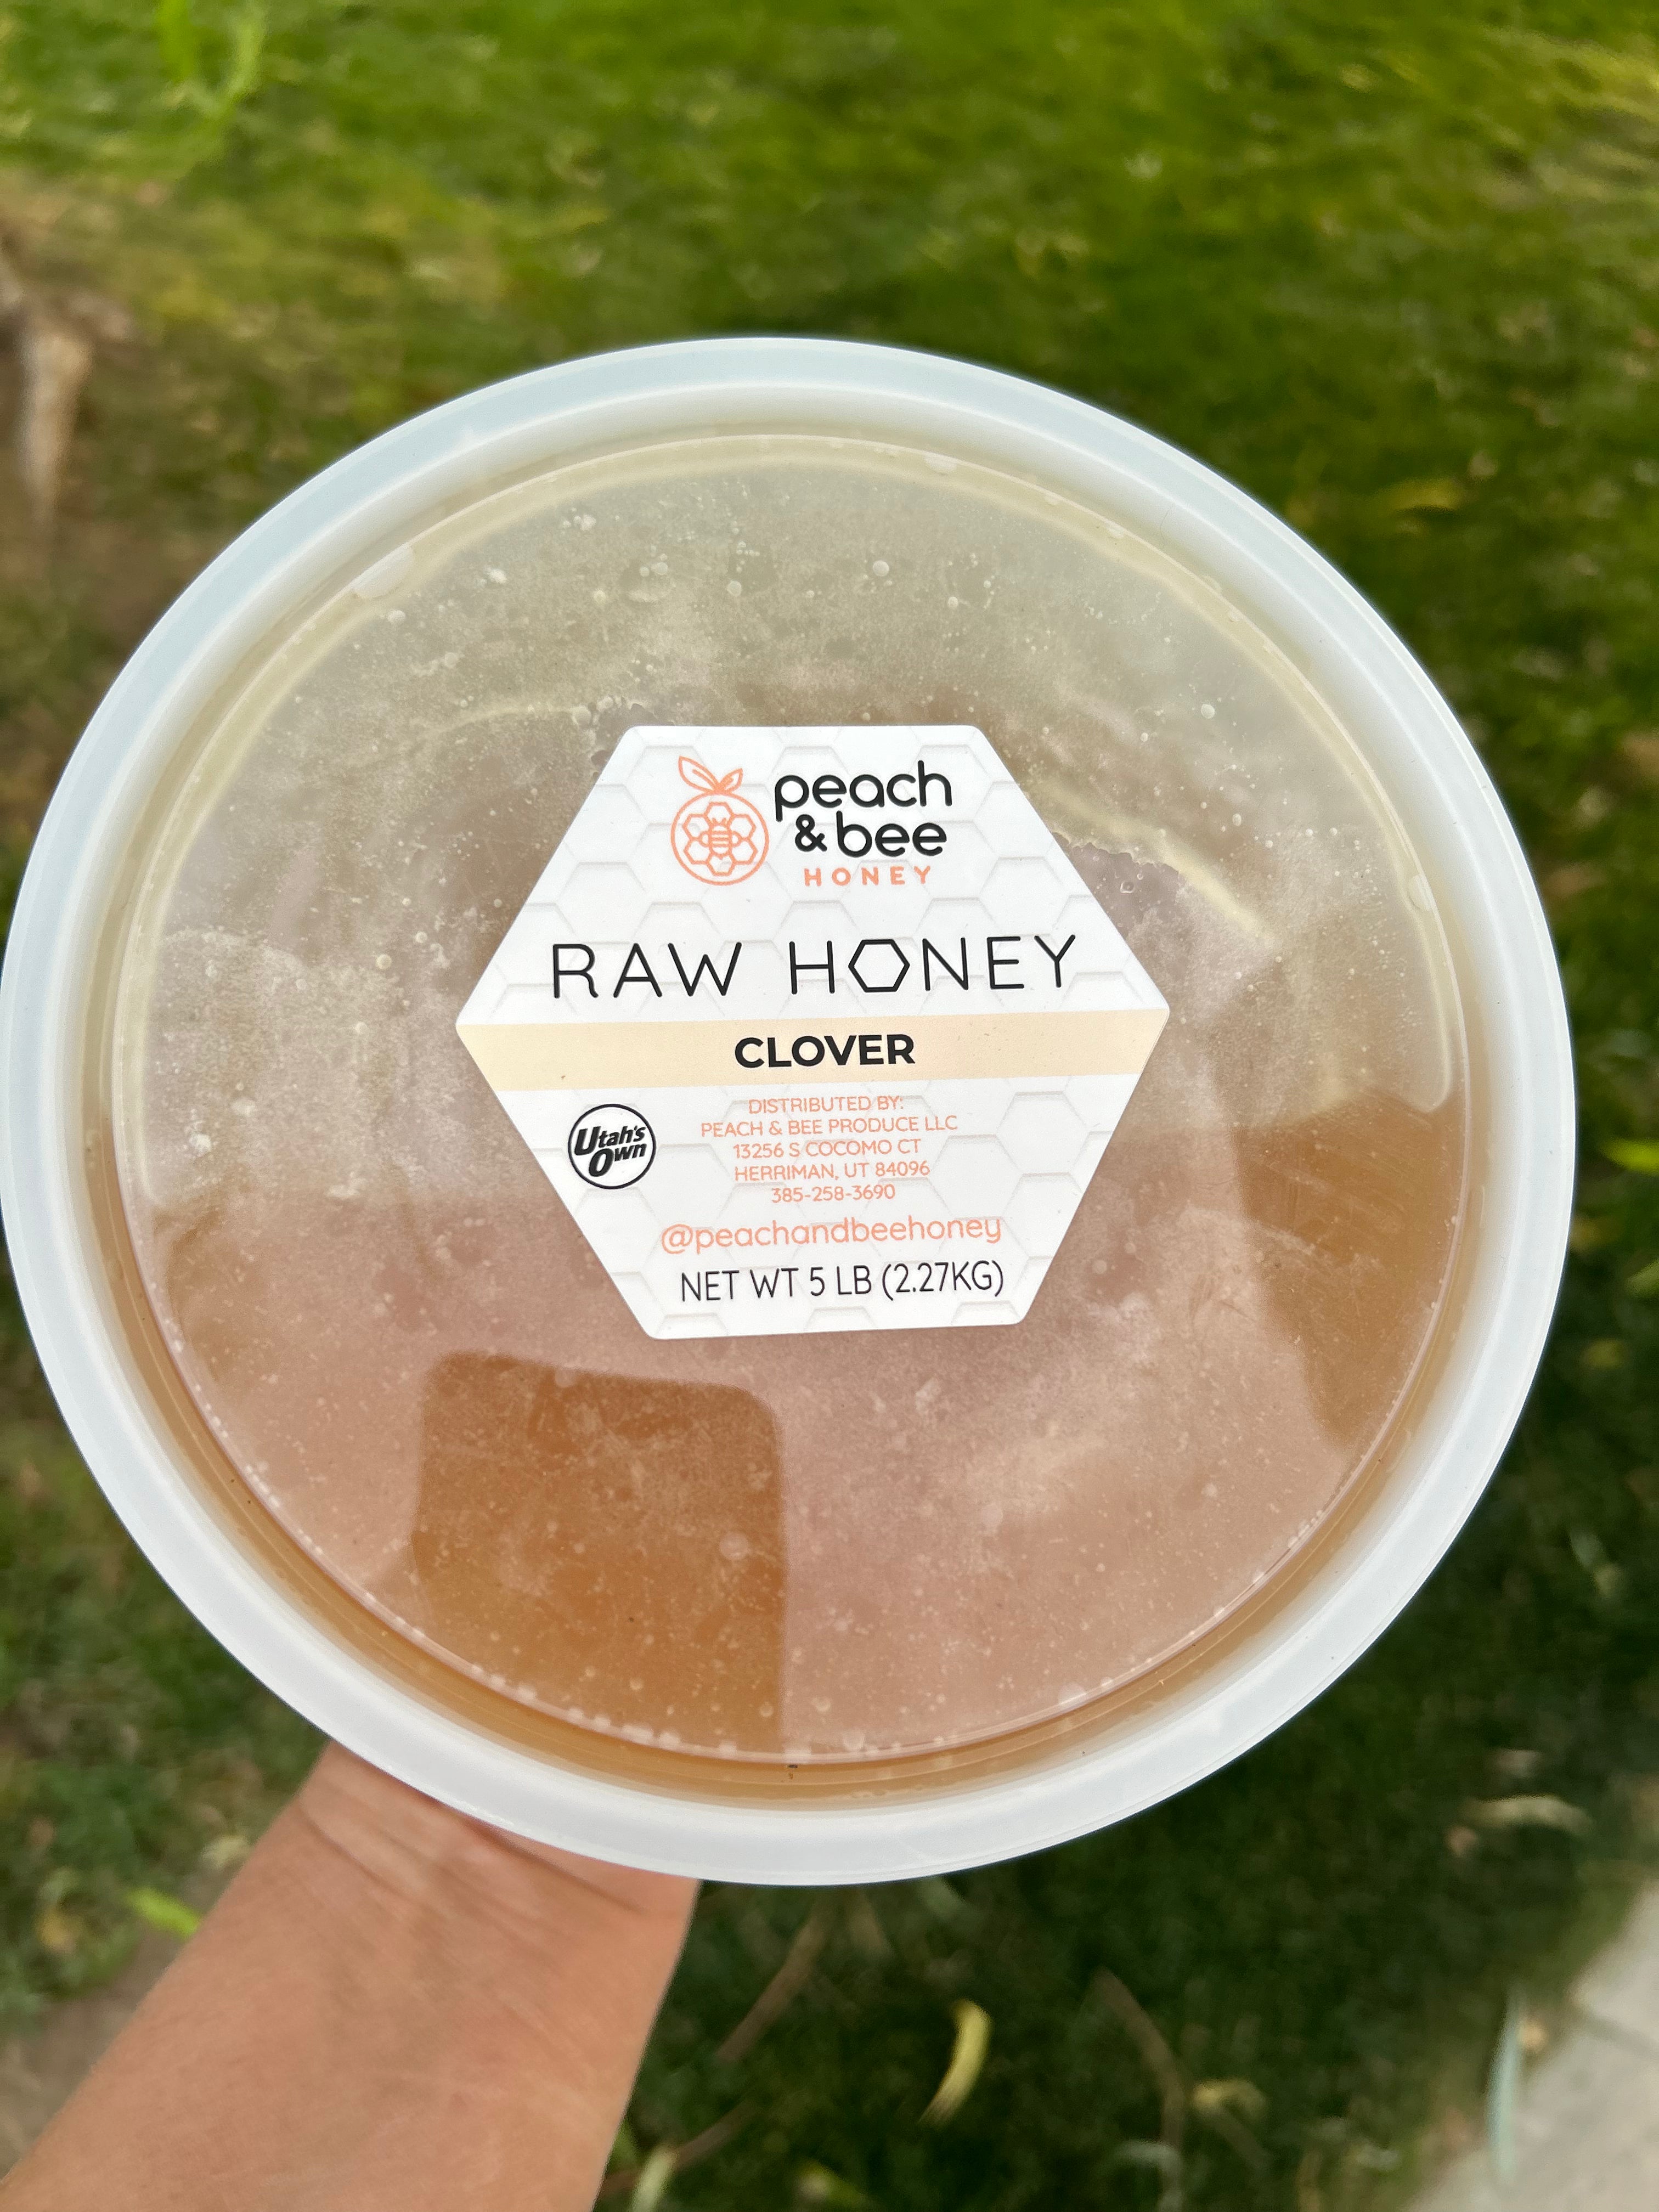 peach
& bee
HONEY
RAW HONEY
CLOVER
Utah's
Own
DISTRIBUTED BY:
PEACH & BEE PRODUCE LLC
13256 S COCOMO CT
HERRIMAN, UT 84096
385-258-3690
@peachandbeehoney
NET WT 5 LB (2.27KG)